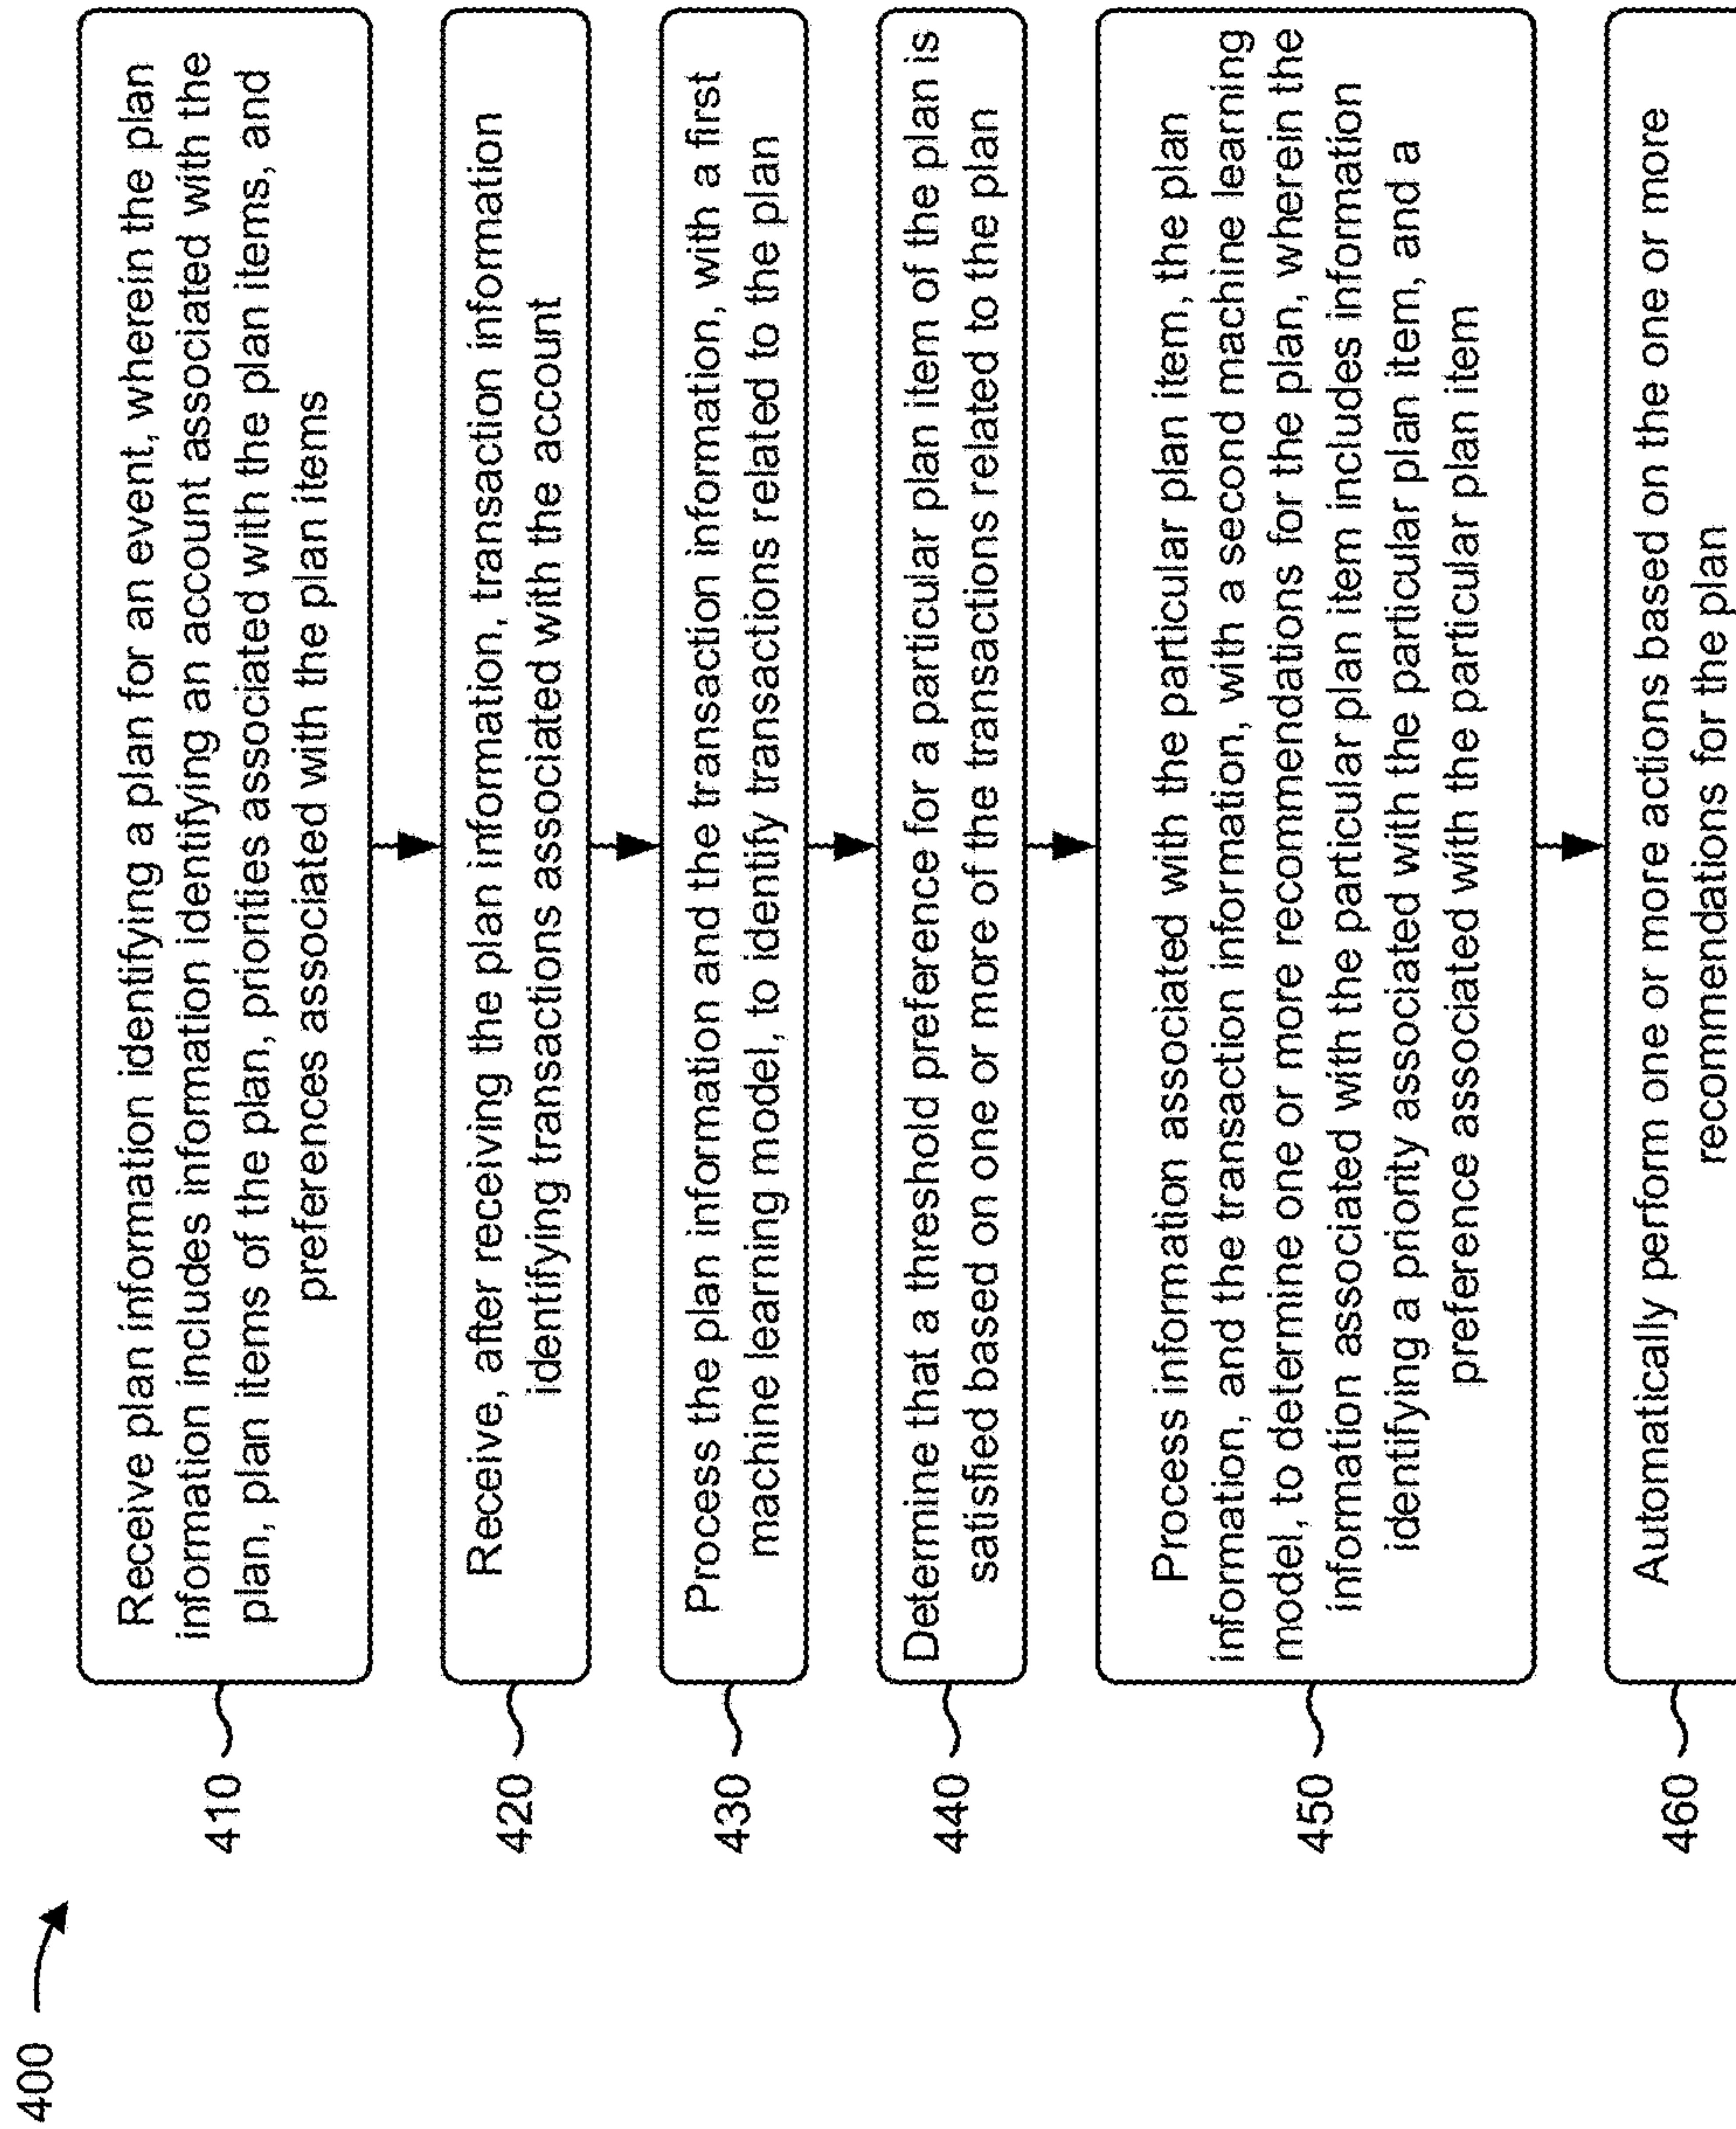 400
410
Receive plan information identifying a plan for an event, wherein the plan
information includes information identifying an account associated with the
plan, plan items of the plan, priorities associated with the plan items, and
preferences associated with the plan items
420
Receive, after receiving the plan information, transaction information
identifying transactions associated with the account
430
Process the plan information and the transaction information, with a first
machine learning model, to identify transactions related to the plan
440
Determine that a threshold preference for a particular plan item of the plan is
satisfied based on one or more of the transactions related to the plan
450
Process information associated with the particular plan item, the plan
information, and the transaction information, with a second machine learning
model, to determine one or more recommendations for the plan, wherein the
information associated with the particular plan item includes information
identifying a priority associated with the particular plan item, and a
preference associated with the particular plan item
460
Automatically perform one or more actions based on the one or more
recommendations for the plan